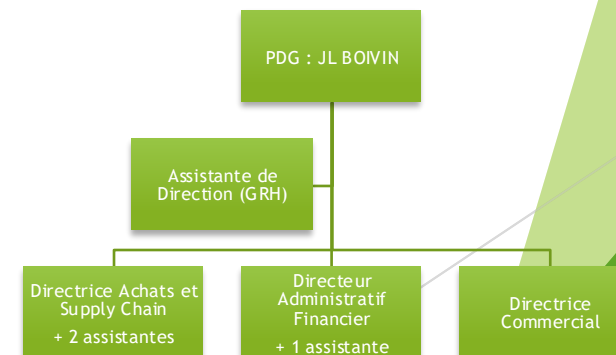 PDG : JL BOIVIN
Assistante de
Direction (GRH)
Directrice Achats et
Supply Chain
+ 2 assistantes
Directeur
Administratif
Financier
+ 1 assistante
Directrice
Commercial